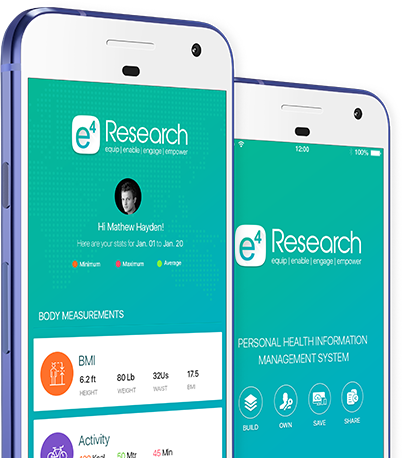 e4 Research
equip | enable | engage | empower
Hi Mathew Hayden!
Here are your stats for Jan. 01 to Jan. 20
Minimum Maximum Average
BODY MEASUREMENTS
BMI
6.2 ft 80 Lb 32Us 17.5
HEIGHT WEIGHT WAIST BMI
Activity
Kcal 50 Mtr 45 Min
12:00 100%
e4 Research
equip | enable | engage | empower
PERSONAL HEALTH INFORMATION
MANAGEMENT SYSTEM
BUILD OWN SAVE SHARE